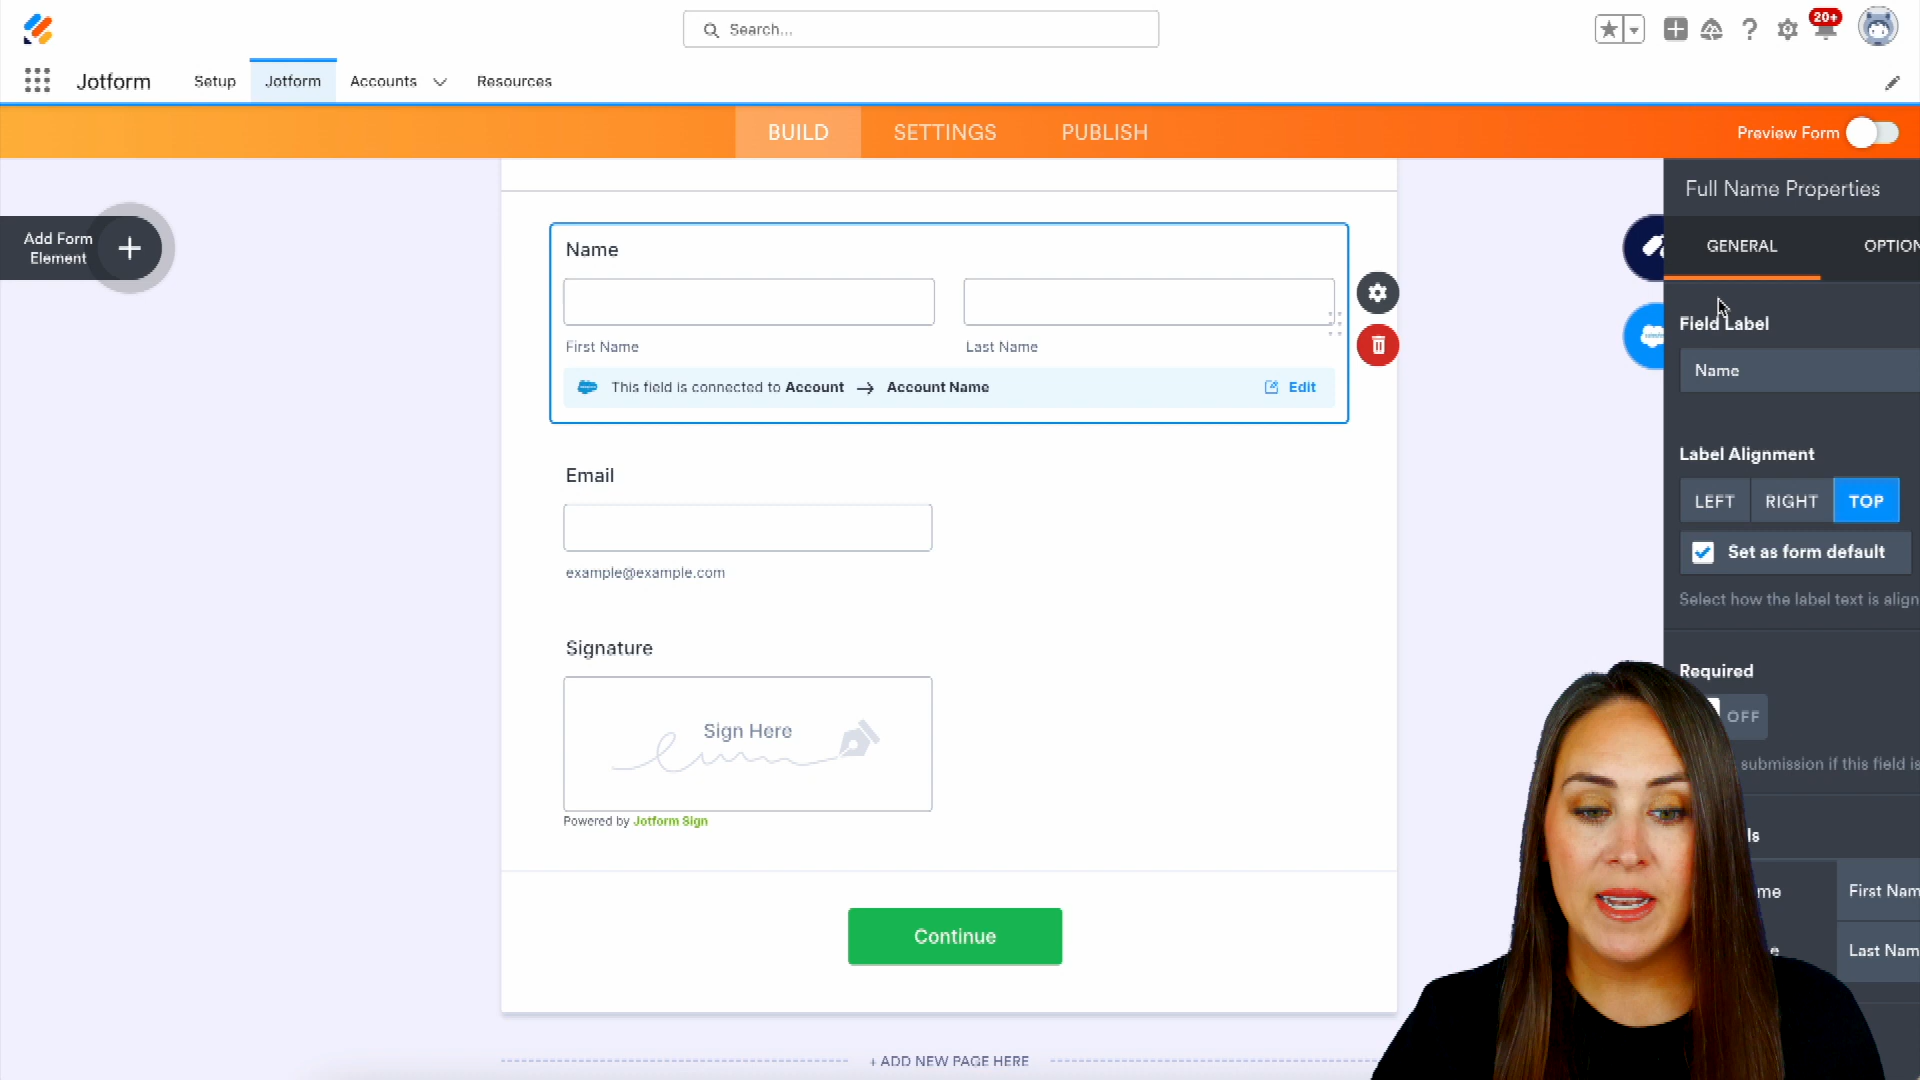 Search...
20+
Jotform
Setup
Jotform
Accounts
Resources
BUILD
SETTINGS
PUBLISH
Preview Form
Add Form
Element
Full Name Properties
GENERAL
OPTION
Name
First Name
Last Name
This field is connected to Account → Account Name
Edit
Field Label
Name
Label Alignment
LEFT
RIGHT
TOP
Set as form default
Select how the label text is align
Email
example@example.com
Signature
Sign Here
Powered by Jotform Sign
Required
OFF
submission if this field is
ls
me
First Nam
e
Last Nam
Continue
+ ADD NEW PAGE HERE